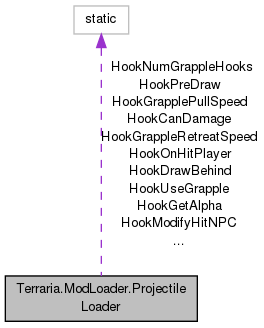 static
HookNumGrappleHooks
HookPreDraw
HookGrapplePullSpeed
HookCanDamage
HookGrappleRetreatSpeed
HookOnHitPlayer
HookDrawBehind
HookUseGrapple
HookGetAlpha
HookModifyHitNPC
...
Terraria.ModLoader.Projectile
Loader